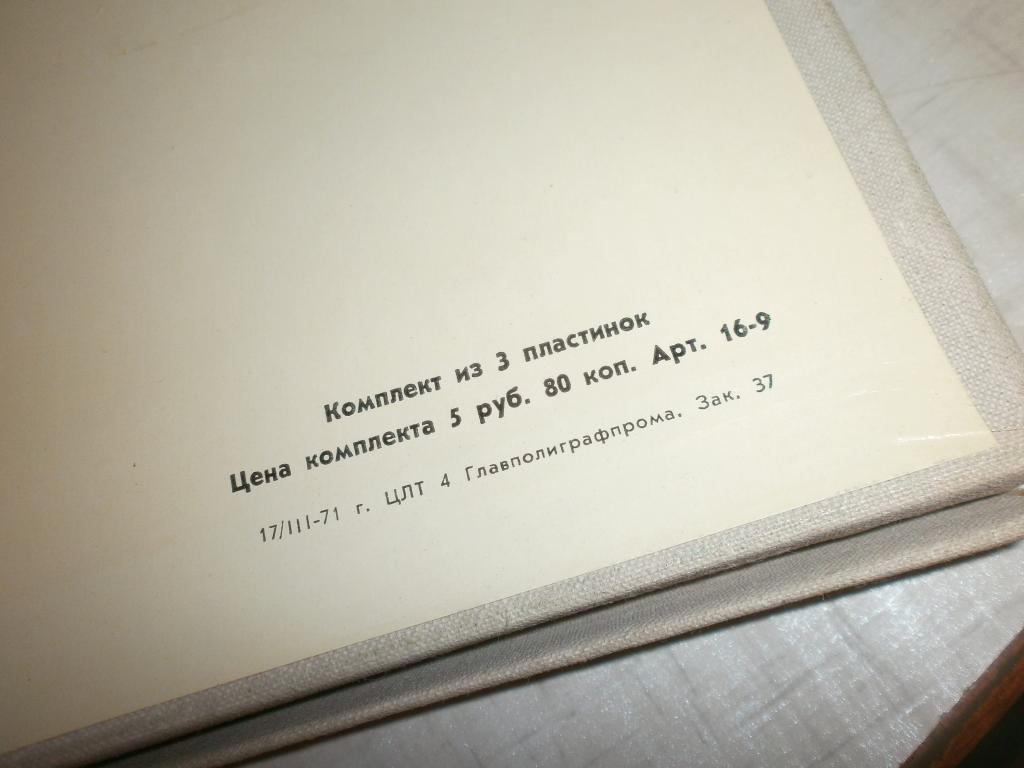 Комплект из 3 пластинок
Цена комплекта 5 руб. 80 коп. Арт. 16-9
17/III-71 г. ЦЛТ 4 Главполиграфпрома. Зак. 37